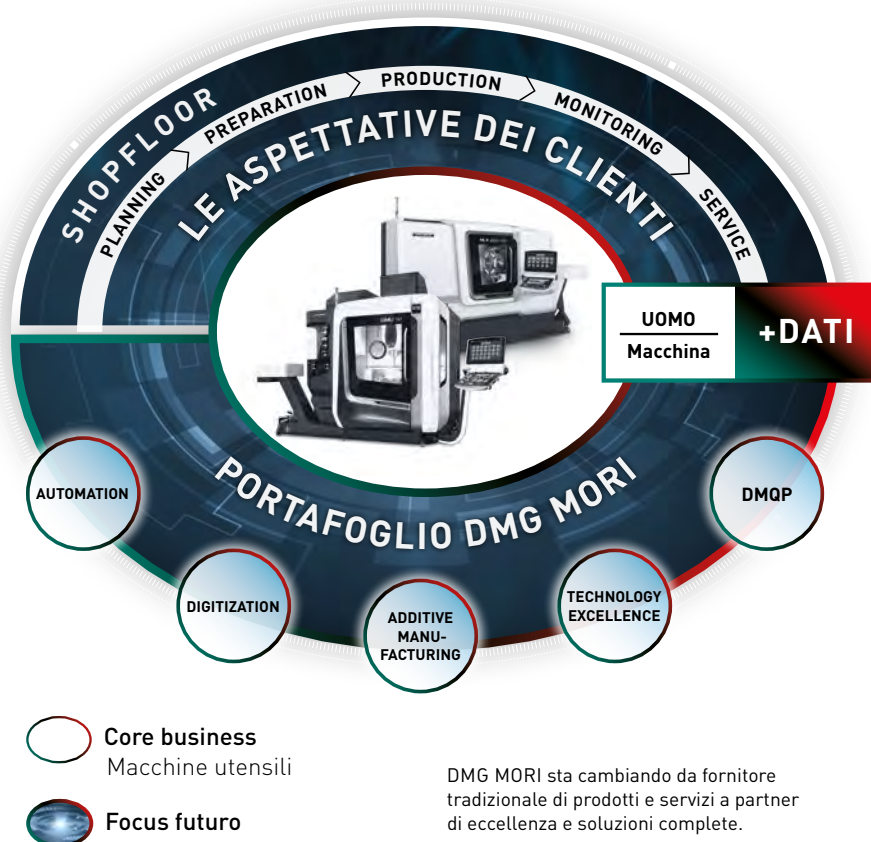 SHOPFLOOR
PLANNING
PREPARATION
PRODUCTION
MONITORING
SERVICE
LE ASPETTATIVE DEI CLIENTI
UOMO
Macchina
+DATI
PORTAFOGLIO DMG MORI
AUTOMATION
DIGITIZATION
ADDITIVE
MANU-
FACTURING
TECHNOLOGY
EXCELLENCE
DMQP
Core business
Macchine utensili
Focus futuro
DMG MORI sta cambiando da fornitore
tradizionale di prodotti e servizi a partner
di eccellenza e soluzioni complete.